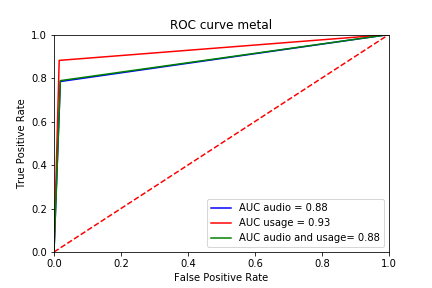 ROC curve metal
1.0
0.8
0.6
0.4
0.2
0.0
True Positive Rate
AUC audio = 0.88
AUC usage = 0.93
AUC audio and usage= 0.88
0.0 0.2 0.4 0.6 0.8 1.0
False Positive Rate